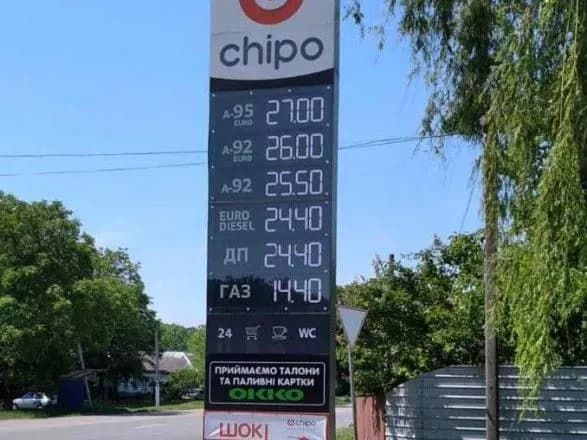 chipo
А-95 EURO 27.00
А-92 EURO 26.00
А-92 25.50
EURO DIESEL 24.40
ДП 24.40
ГАЗ 14.40
24 WC
ПРИЙМАЄМО ТАЛОНИ
ТА ПАЛИВНІ КАРТКИ
ОККО
ШОК! chipo